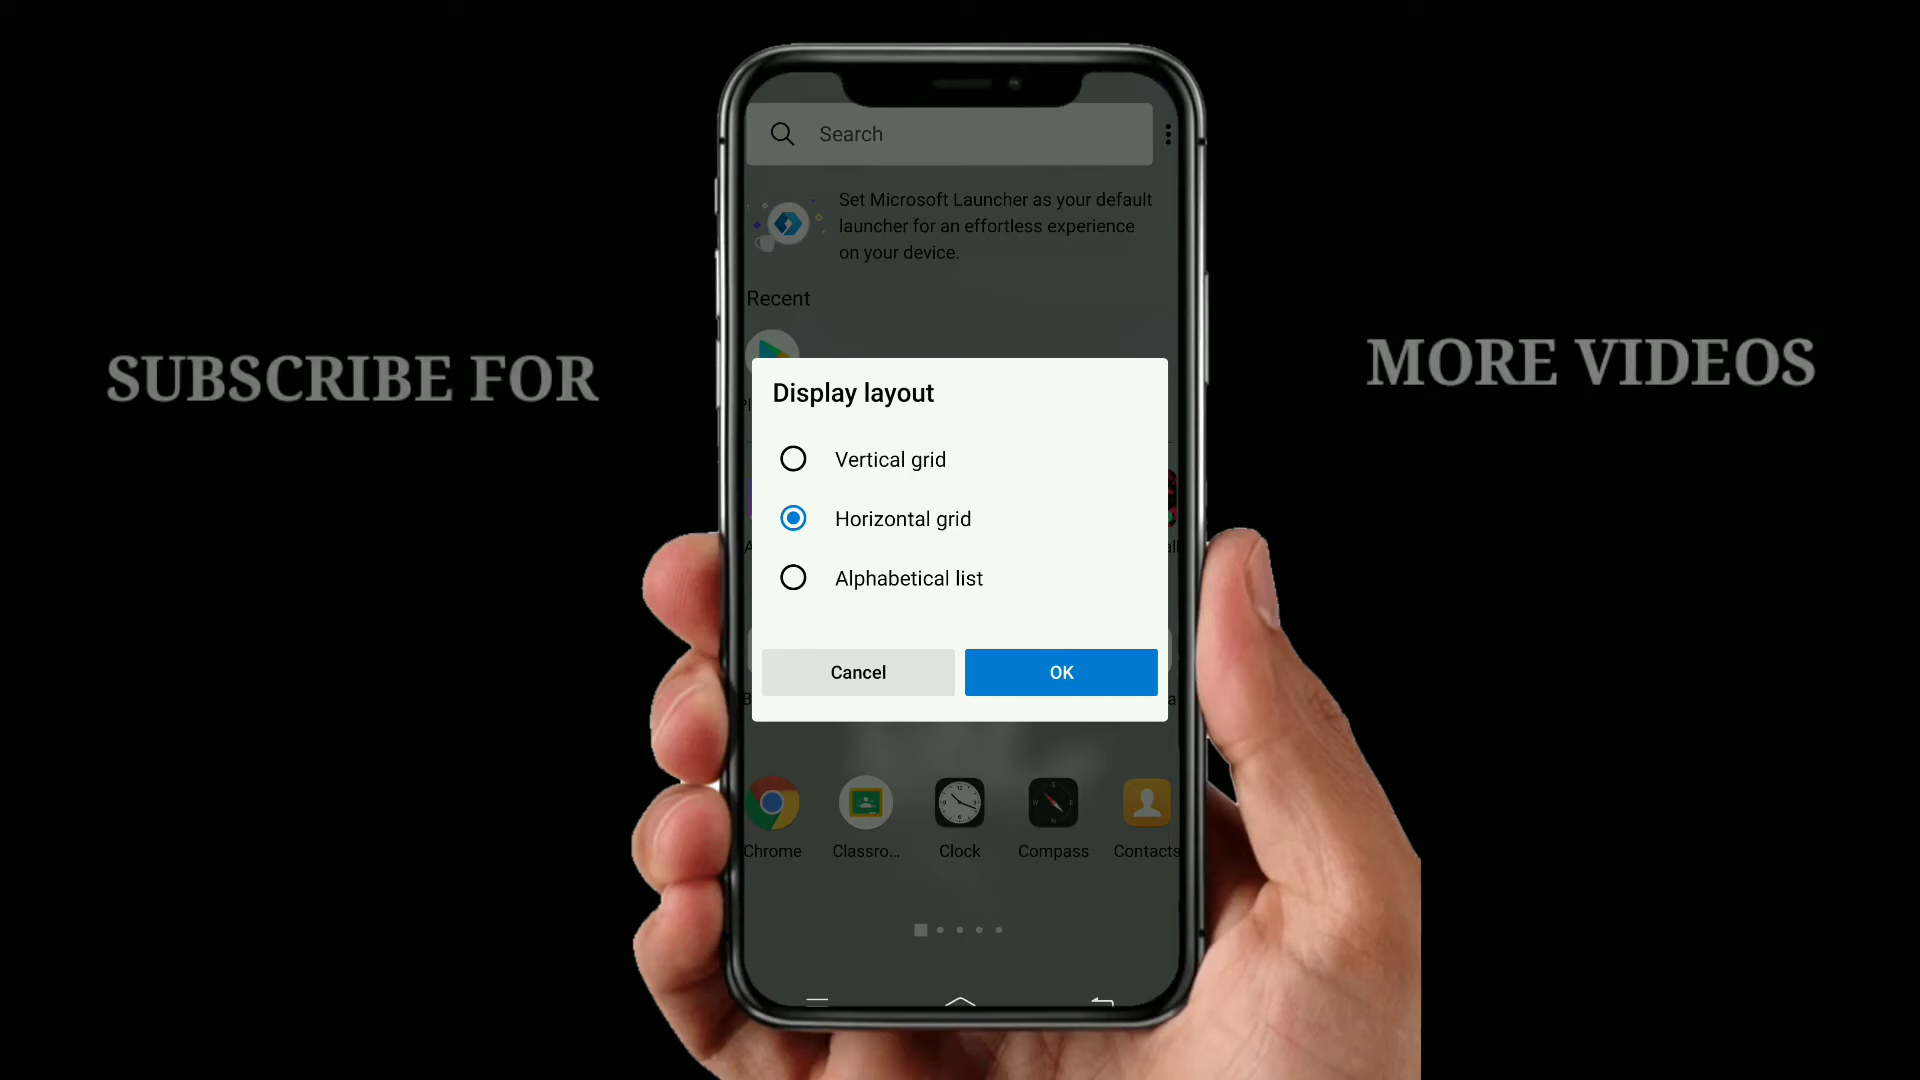 Search
Set Microsoft Launcher as your default
launcher for an effortless experience
on your device.
Recent
SUBSCRIBE FOR
MORE VIDEOS
Display layout
Vertical grid
Horizontal grid
Alphabetical list
Cancel
OK
Chrome
Classro...
Clock
Compass
Contacts